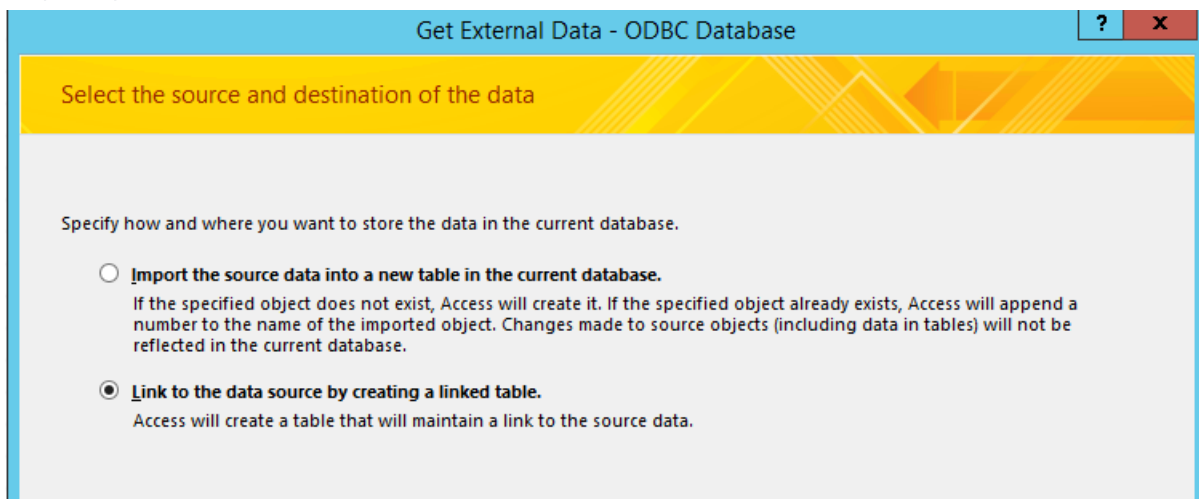 Get External Data - ODBC Database
? x
Select the source and destination of the data
Specify how and where you want to store the data in the current database.
Import the source data into a new table in the current database.
If the specified object does not exist, Access will create it. If the specified object already exists, Access will append a
number to the name of the imported object. Changes made to source objects (including data in tables) will not be
reflected in the current database.
Link to the data source by creating a linked table.
Access will create a table that will maintain a link to the source data.